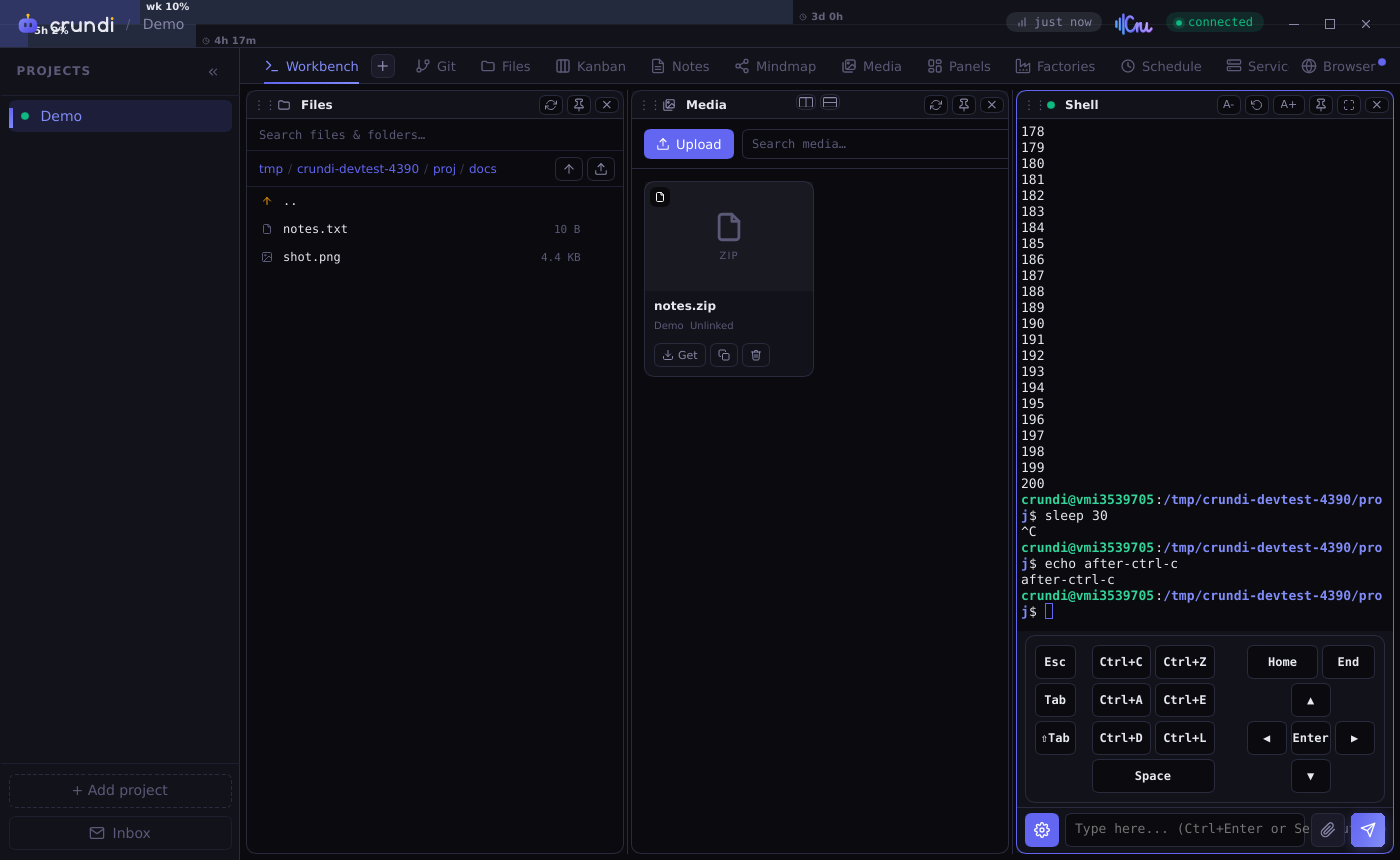 wk 10%
5h 2%
crundi / Demo
3d 0h
4h 17m
just now
Cru
connected
PROJECTS «
Workbench + Git Files Kanban Notes Mindmap Media Panels Factories Schedule Servic Browser
Demo
Files
Search files & folders…
tmp / crundi-devtest-4390 / proj / docs
..
notes.txt 10 B
shot.png 4.4 KB
Media
Upload Search media…
ZIP
notes.zip
Demo Unlinked
Get
Shell A- A+
178
179
180
181
182
183
184
185
186
187
188
189
190
191
192
193
194
195
196
197
198
199
200
crundi@vmi3539705:/tmp/crundi-devtest-4390/pro
j$ sleep 30
^C
crundi@vmi3539705:/tmp/crundi-devtest-4390/pro
j$ echo after-ctrl-c
after-ctrl-c
crundi@vmi3539705:/tmp/crundi-devtest-4390/pro
j$
Esc Ctrl+C Ctrl+Z Home End
Tab Ctrl+A Ctrl+E ▲
⇧Tab Ctrl+D Ctrl+L ◀ Enter ▶
Space ▼
Type here... (Ctrl+Enter or Se
+ Add project
Inbox